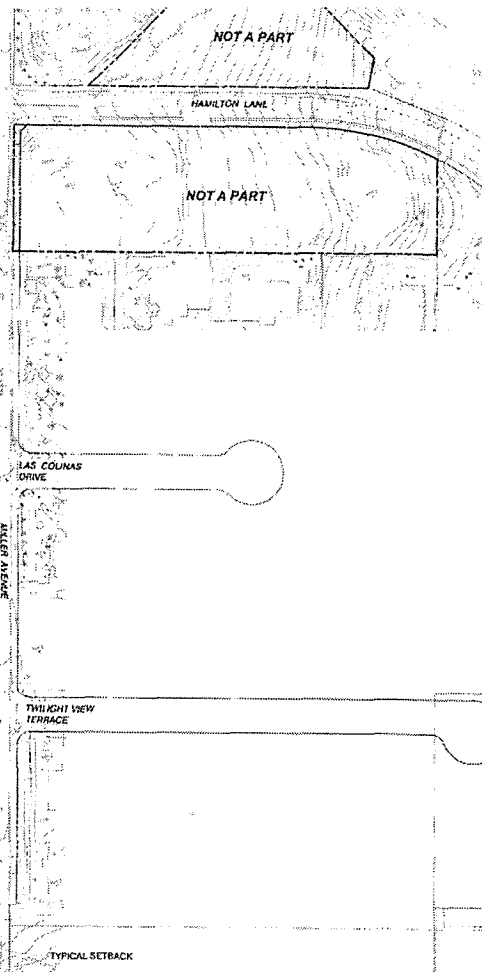 NOT A PART
HAMILTON LANE
NOT A PART
LAS COLINAS
DRIVE
MILLER AVENUE
TWILIGHT VIEW
TERRACE
TYPICAL SETBACK